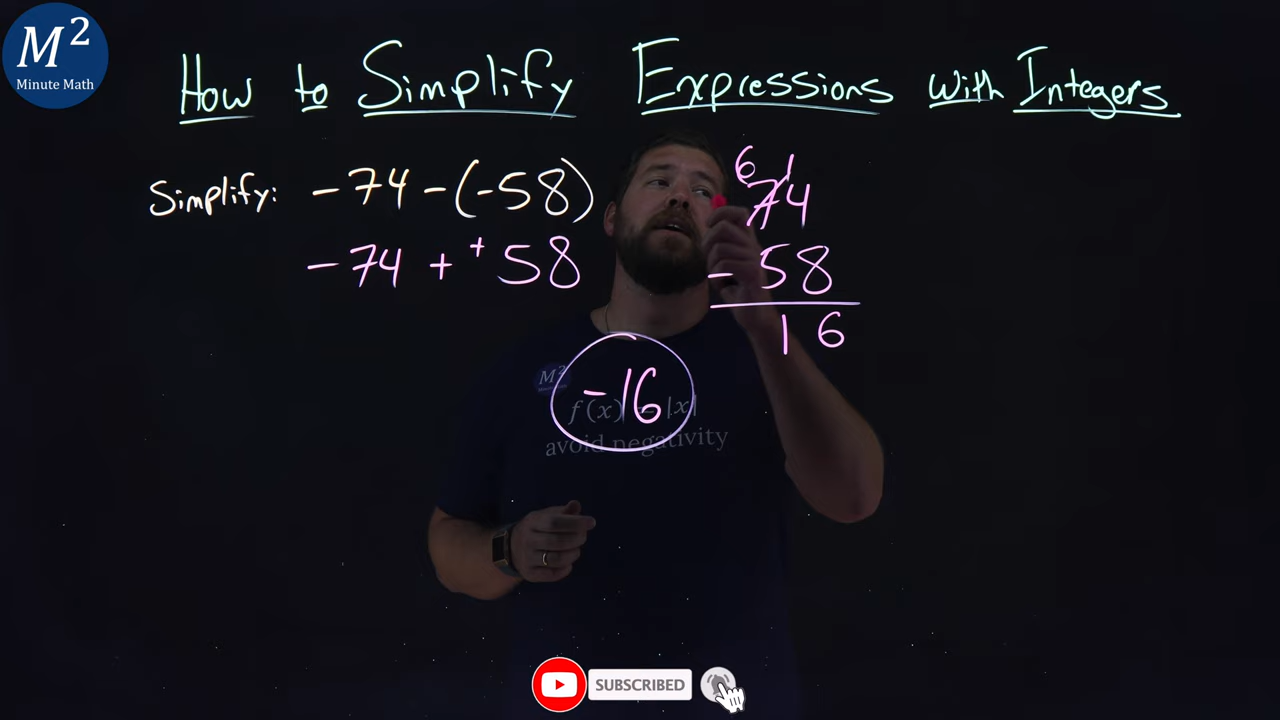 M²
Minute Math
How to Simplify Expressions with Integers
Simplify: -74-(-58)
-74 + +58
6 1
74
- 58
16
-16
M²
f(x) = |x|
avoid negativity
SUBSCRIBED